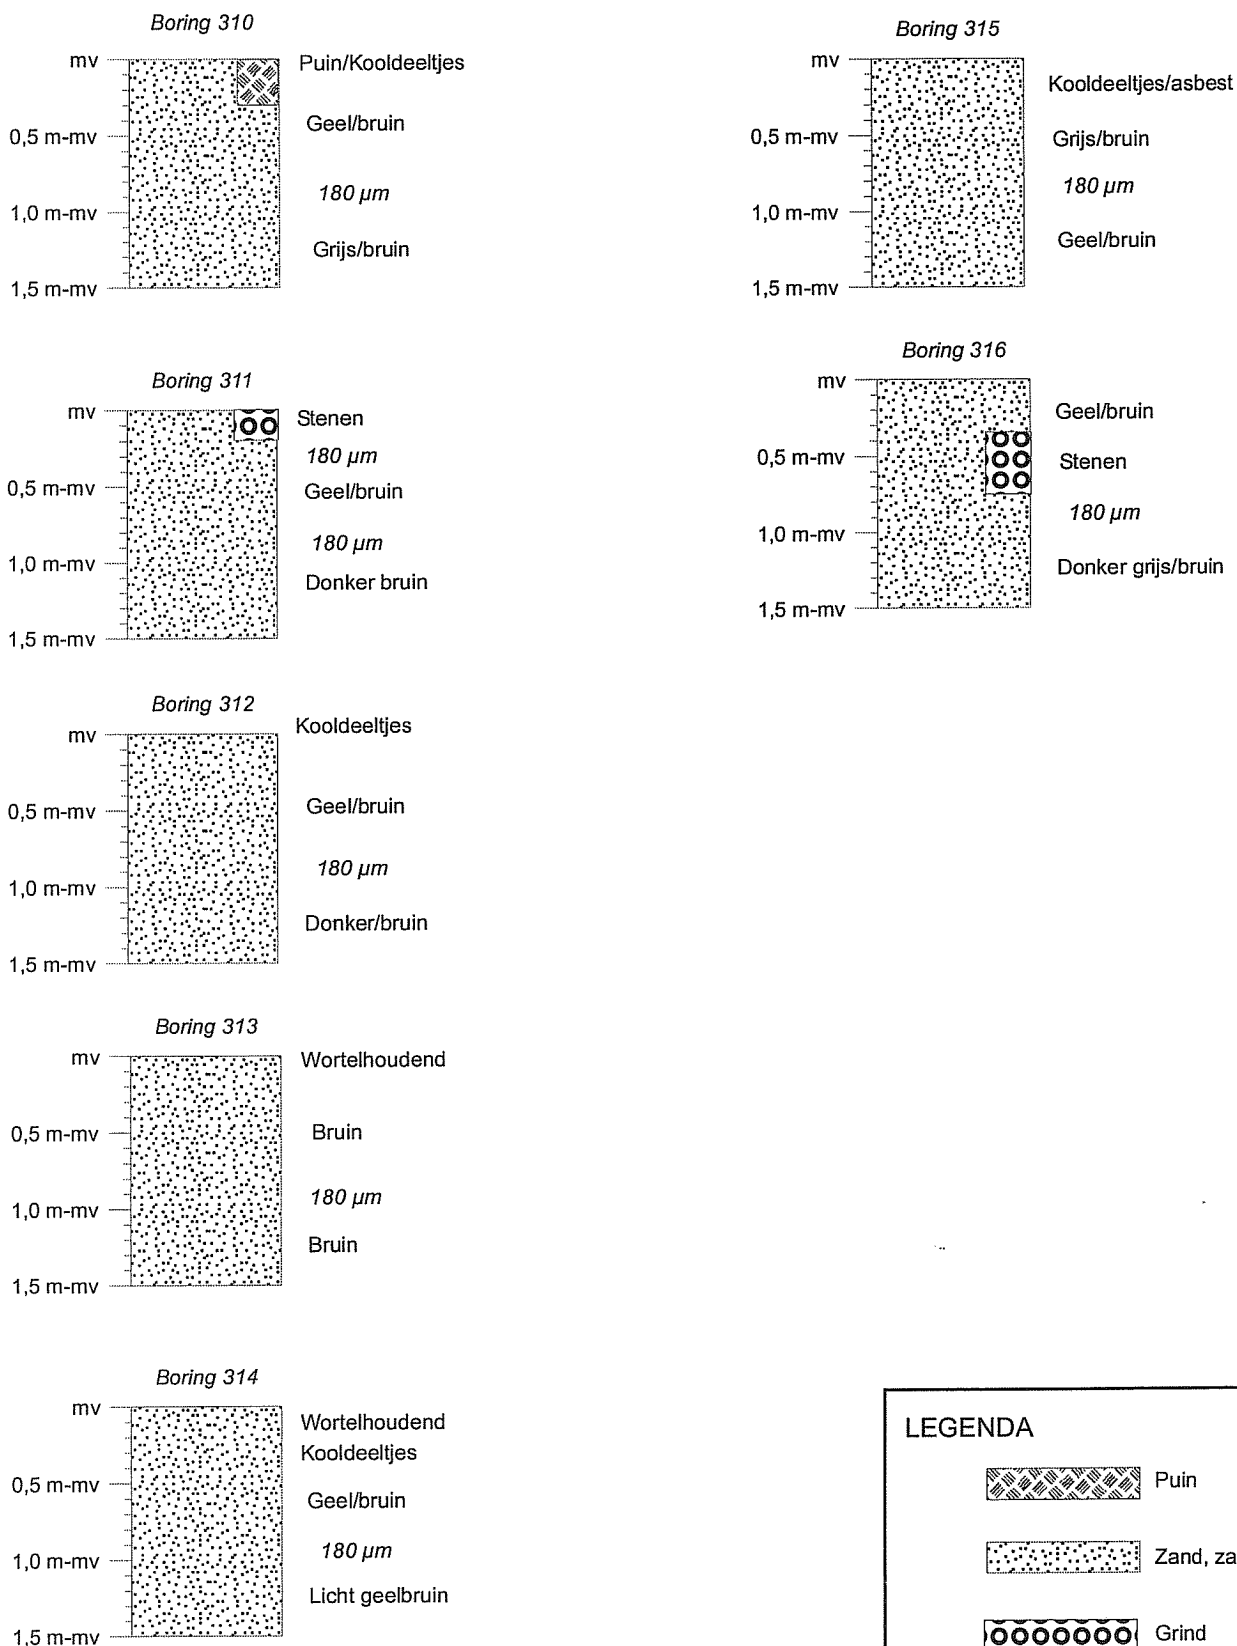 Boring 310
mv
Puin/Kooldeeltjes
Geel/bruin
0,5 m-mv
180 µm
1,0 m-mv
Grijs/bruin
1,5 m-mv
Boring 311
mv
Stenen
180 µm
0,5 m-mv
Geel/bruin
180 µm
1,0 m-mv
Donker bruin
1,5 m-mv
Boring 312
Kooldeeltjes
mv
Geel/bruin
0,5 m-mv
180 µm
1,0 m-mv
Donker/bruin
1,5 m-mv
Boring 313
mv
Wortelhoudend
0,5 m-mv
Bruin
180 µm
1,0 m-mv
Bruin
1,5 m-mv
Boring 314
mv
Wortelhoudend
Kooldeeltjes
0,5 m-mv
Geel/bruin
180 µm
1,0 m-mv
Licht geelbruin
1,5 m-mv
Boring 315
mv
Kooldeeltjes/asbest
0,5 m-mv
Grijs/bruin
180 µm
1,0 m-mv
Geel/bruin
1,5 m-mv
Boring 316
mv
Geel/bruin
0,5 m-mv
Stenen
180 µm
1,0 m-mv
Donker grijs/bruin
1,5 m-mv
LEGENDA
Puin
Zand, za
Grind